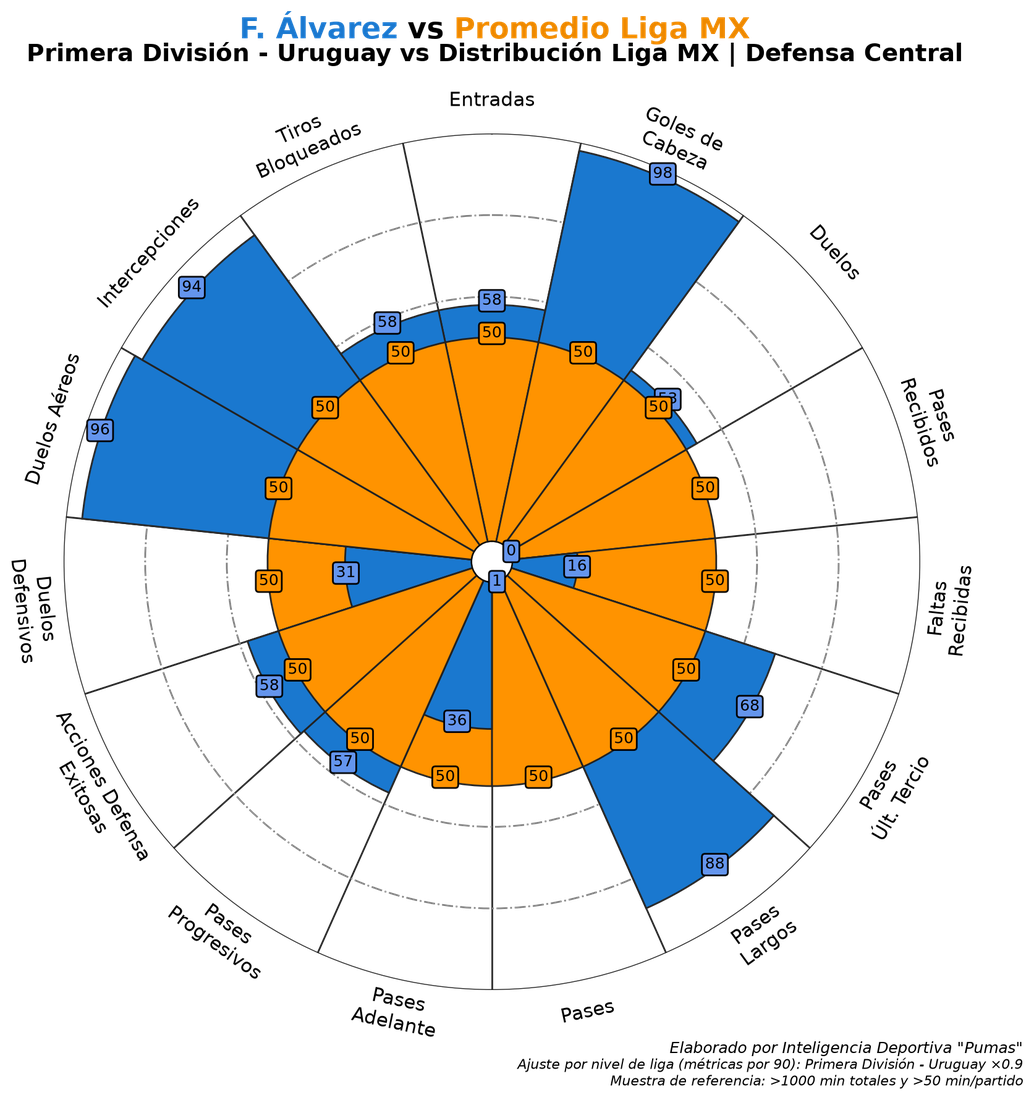 F. Álvarez vs Promedio Liga MX
Primera División - Uruguay vs Distribución Liga MX | Defensa Central
Entradas
Goles de
Cabeza
Duelos
Pases
Recibidos
Faltas
Recibidas
Pases
Últ. Tercio
Pases
Largos
Pases
Pases
Adelante
Pases
Progresivos
Acciones Defensa
Exitosas
Duelos
Defensivos
Duelos Aéreos
Intercepciones
Tiros
Bloqueados
58
50
98
50
53
50
0
50
16
50
68
50
88
50
1
50
36
50
57
50
58
50
31
50
96
50
94
50
58
50
Elaborado por Inteligencia Deportiva "Pumas"
Ajuste por nivel de liga (métricas por 90): Primera División - Uruguay ×0.9
Muestra de referencia: >1000 min totales y >50 min/partido